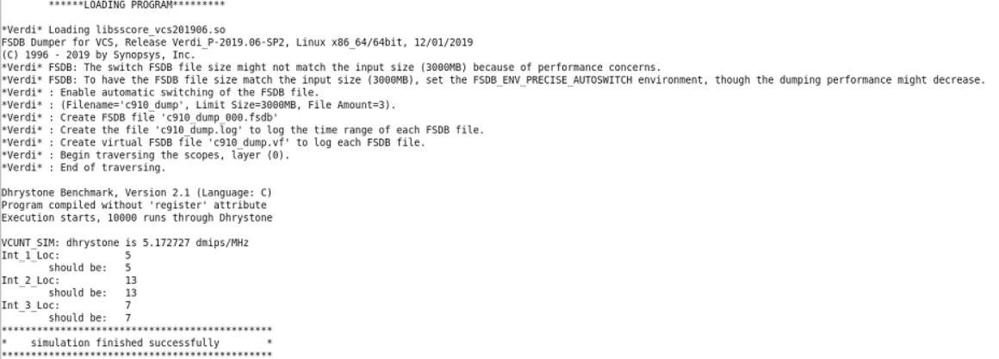 ******LOADING PROGRAM*********
*Verdi* Loading libsscore_vcs201906.so
FSDB Dumper for VCS, Release Verdi_P-2019.06-SP2, Linux x86_64/64bit, 12/01/2019
(C) 1996 - 2019 by Synopsys, Inc.
*Verdi* FSDB: The switch FSDB file size might not match the input size (3000MB) because of performance concerns.
*Verdi* FSDB: To have the FSDB file size match the input size (3000MB), set the FSDB_ENV_PRECISE_AUTOSWITCH environment, though the dumping performance might decrease.
*Verdi* : Enable automatic switching of the FSDB file.
*Verdi* : (Filename='c910_dump', Limit Size=3000MB, File Amount=3).
*Verdi* : Create FSDB file 'c910_dump_000.fsdb'
*Verdi* : Create the file 'c910_dump.log' to log the time range of each FSDB file.
*Verdi* : Create virtual FSDB file 'c910_dump.vf' to log each FSDB file.
*Verdi* : Begin traversing the scopes, layer (0).
*Verdi* : End of traversing.
Dhrystone Benchmark, Version 2.1 (Language: C)
Program compiled without 'register' attribute
Execution starts, 10000 runs through Dhrystone
VCUNT_SIM: dhrystone is 5.172727 dmips/MHz
Int_1_Loc: 5
should be: 5
Int_2_Loc: 13
should be: 13
Int_3_Loc: 7
should be: 7
**********************************************
* simulation finished successfully *
**********************************************